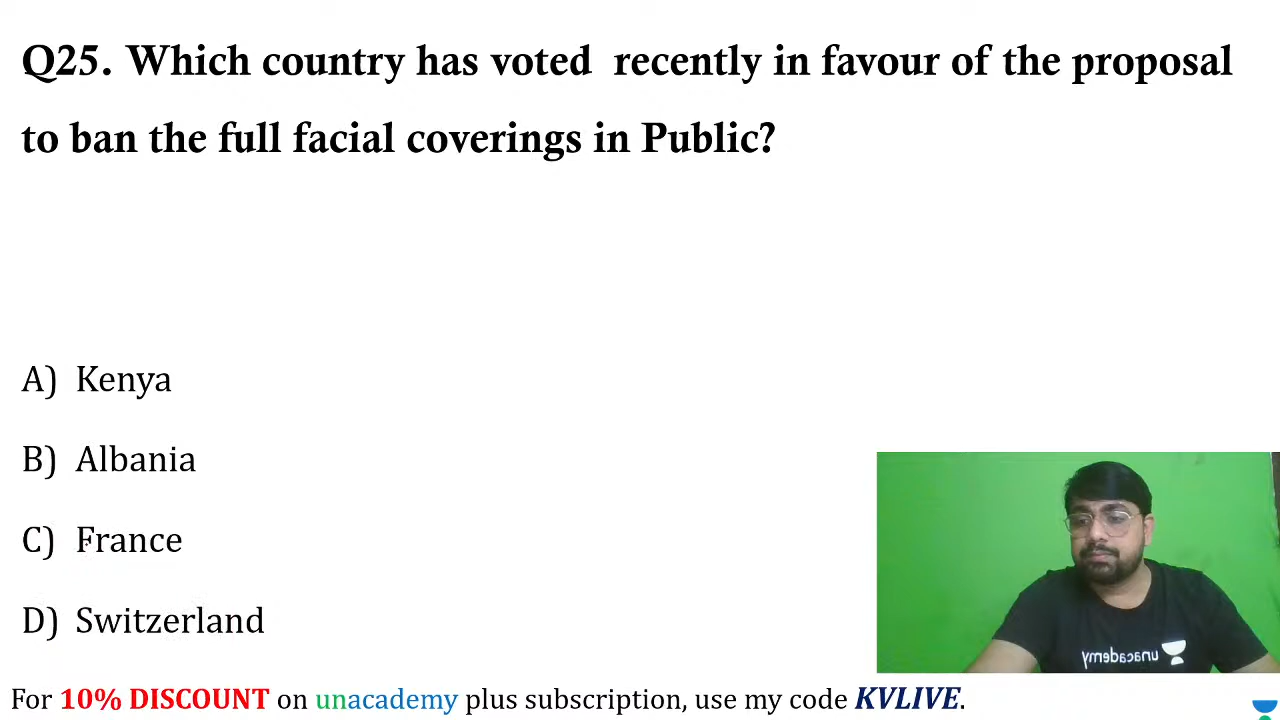 Q25. Which country has voted recently in favour of the proposal
to ban the full facial coverings in Public?
A) Kenya
B) Albania
C) France
D) Switzerland
unacademy
For 10% DISCOUNT on unacademy plus subscription, use my code KVLIVE.